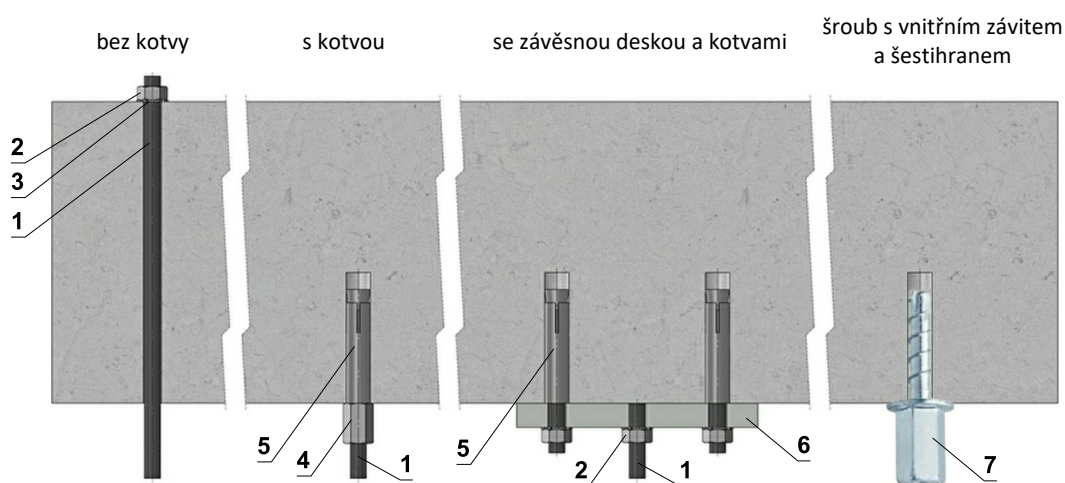 bez kotvy
s kotvou
se závěsnou deskou a kotvami
šroub s vnitřním závitem
a šestihranem
2
3
1
5
4
1
5
2
1
6
7